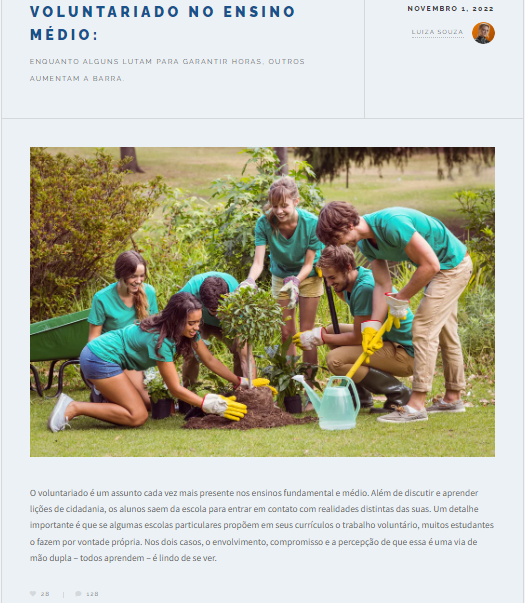 VOLUNTARIADO NO ENSINO
MÉDIO:
ENQUANTO ALGUNS LUTAM PARA GARANTIR HORAS, OUTROS
AUMENTAM A BARRA.
NOVEMBRO 1, 2022
LUIZA SOUZA
O voluntariado é um assunto cada vez mais presente nos ensinos fundamental e médio. Além de discutir e aprender
lições de cidadania, os alunos saem da escola para entrar em contato com realidades distintas das suas. Um detalhe
importante é que se algumas escolas particulares propõem em seus currículos o trabalho voluntário, muitos estudantes
o fazem por vontade própria. Nos dois casos, o envolvimento, compromisso e a percepção de que essa é uma via de
mão dupla – todos aprendem – é lindo de se ver.
28 | 128